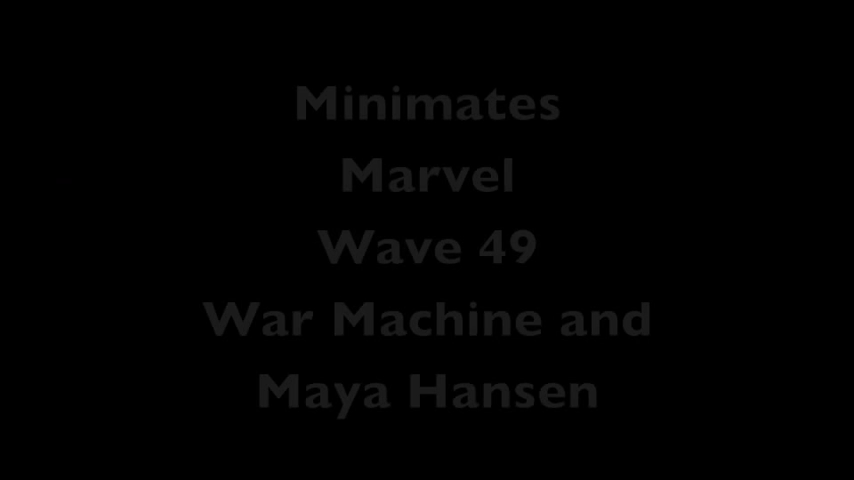 Minimates
Marvel
Wave 49
War Machine and
Maya Hansen